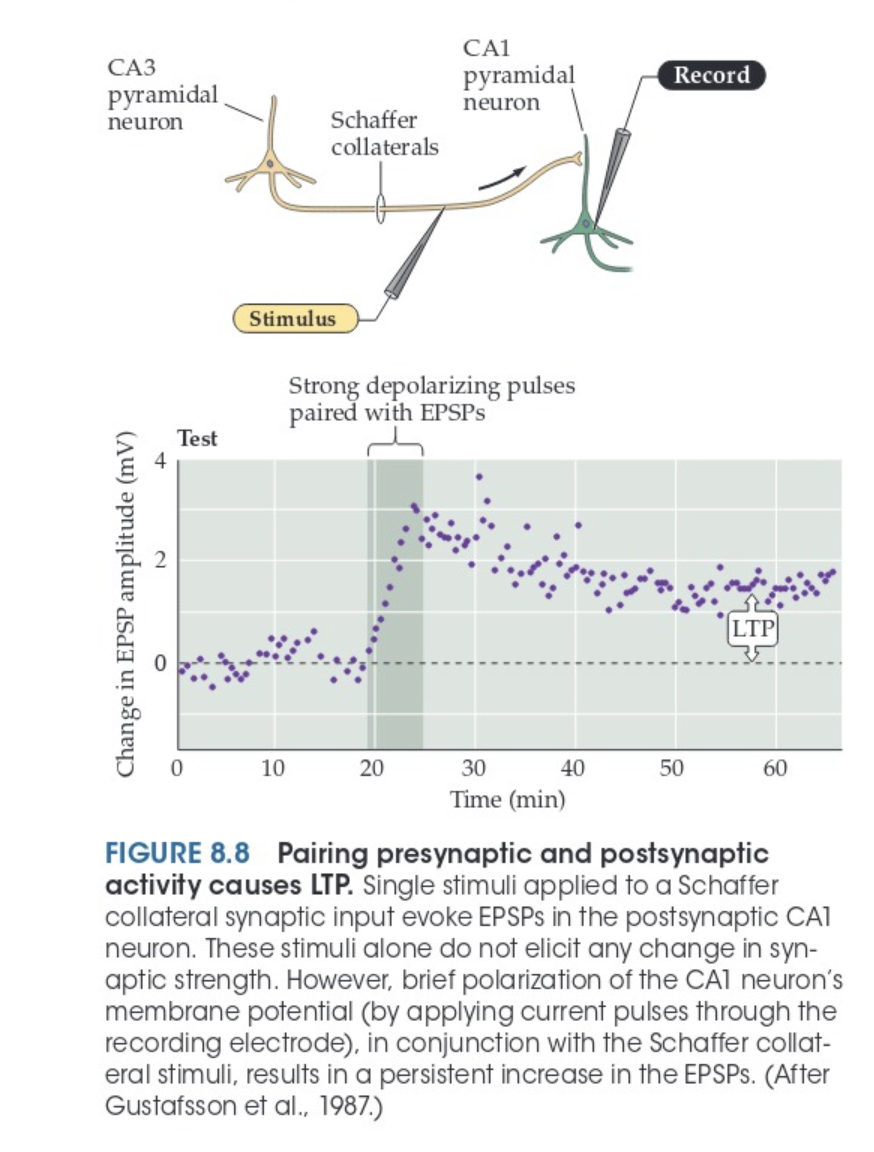 CA3
pyramidal
neuron
Schaffer
collaterals
CA1
pyramidal
neuron
Record
Stimulus
Strong depolarizing pulses
paired with EPSPs
Test
Change in EPSP amplitude (mV)
4
2
0
LTP
0
10
20
30
40
50
60
Time (min)
FIGURE 8.8 Pairing presynaptic and postsynaptic
activity causes LTP. Single stimuli applied to a Schaffer
collateral synaptic input evoke EPSPs in the postsynaptic CA1
neuron. These stimuli alone do not elicit any change in syn-
aptic strength. However, brief polarization of the CA1 neuron’s
membrane potential (by applying current pulses through the
recording electrode), in conjunction with the Schaffer collat-
eral stimuli, results in a persistent increase in the EPSPs. (After
Gustafsson et al., 1987.)